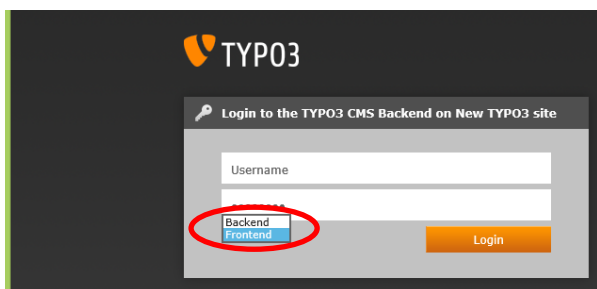 TYPO3
Login to the TYPO3 CMS Backend on New TYPO3 site
Username
Backend
Frontend
Login